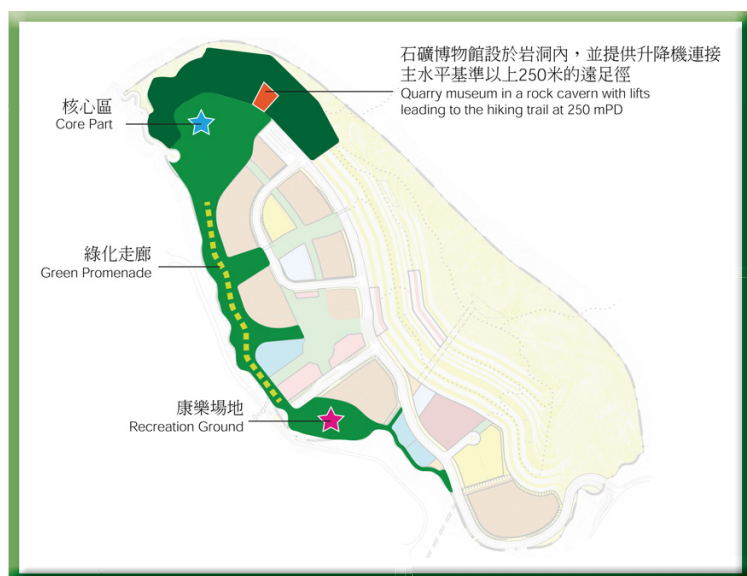 石礦博物館設於岩洞內，並提供升降機連接
主水平基準以上250米的遠足徑
Quarry museum in a rock cavern with lifts
leading to the hiking trail at 250 mPD
核心區
Core Part
綠化走廊
Green Promenade
康樂場地
Recreation Ground